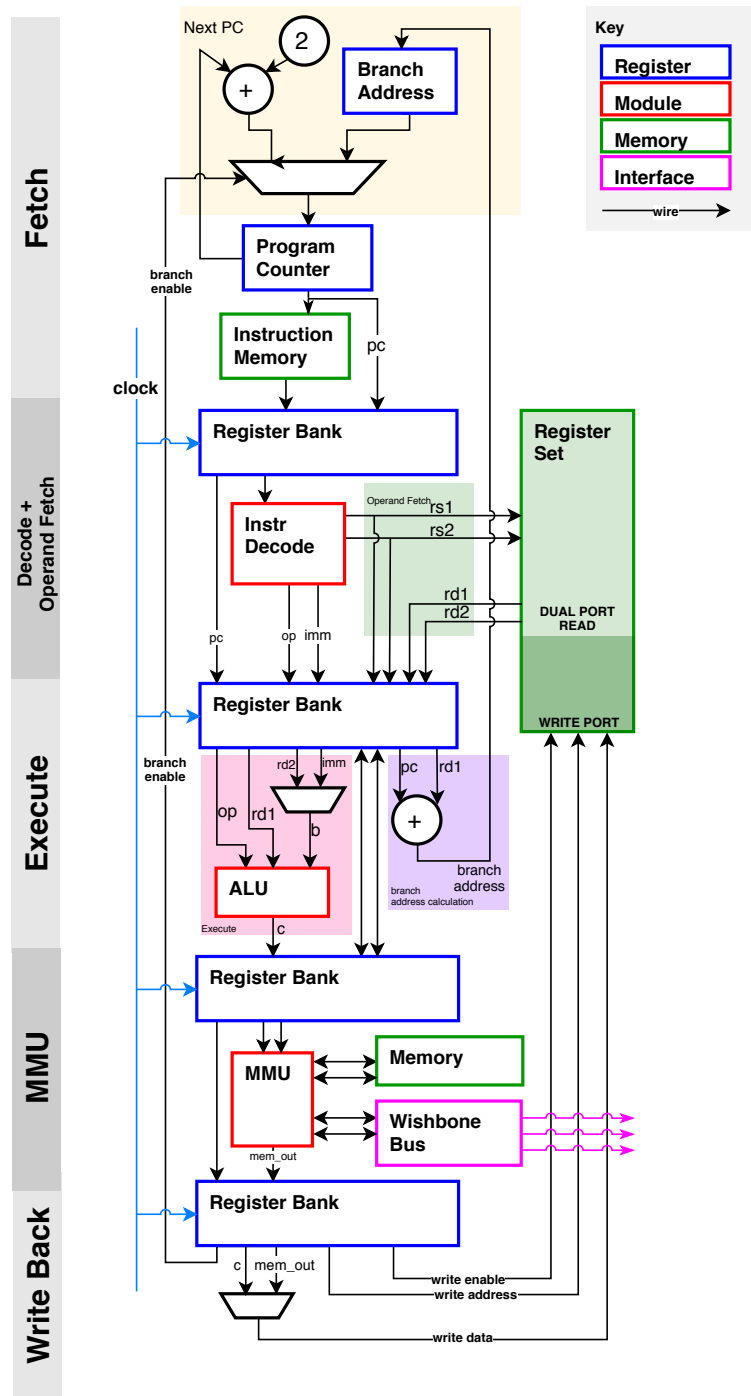 Next PC
2
+
Branch
Address
Key
Register
Module
Memory
Interface
wire
Fetch
branch
enable
Program
Counter
Instruction
Memory
pc
clock
Decode +
Operand Fetch
Register Bank
Register
Set
Instr
Decode
Operand Fetch
rs1
rs2
rd1
rd2
DUAL PORT
READ
pc
op
imm
Register Bank
WRITE PORT
Execute
branch
enable
op
rd1
rd2
imm
b
pc
rd1
+
branch
address
branch
address calculation
ALU
Execute
c
MMU
Register Bank
MMU
Memory
Wishbone
Bus
mem_out
Register Bank
Write Back
c
mem_out
write enable
write address
write data